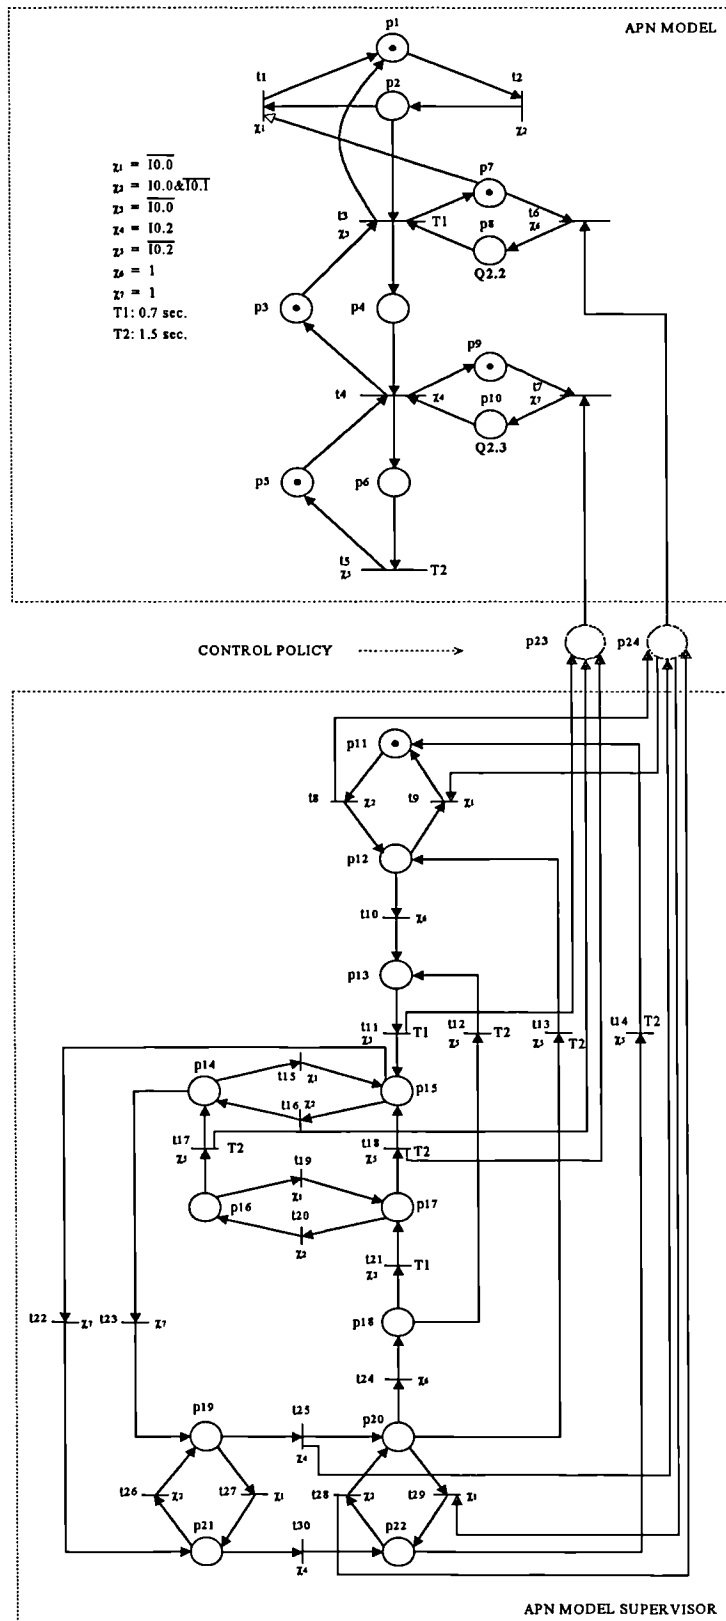 APN MODEL
p1
t1
t2
p2
χ1
χ2
χ1 = I̅0̅.̅0̅
χ2 = I0.0&I̅0̅.̅1̅
χ3 = I̅0̅.̅0̅
χ4 = I0.2
χ5 = I̅0̅.̅2̅
χ6 = 1
χ7 = 1
T1: 0.7 sec.
T2: 1.5 sec.
p7
t3
χ3
T1
p8
t6
χ6
Q2.2
p3
p4
p9
t4
χ4
p10
t7
χ7
Q2.3
p5
p6
t5
χ5
T2
CONTROL POLICY
p23
p24
p11
t8
χ2
t9
χ1
p12
t10
χ6
p13
t11
χ3
T1
t12
χ5
T2
t13
χ5
T2
t14
χ5
T2
p14
t15
χ1
p15
t16
χ2
t17
χ5
T2
t18
χ5
T2
t19
χ1
p16
p17
t20
χ2
t21
χ3
T1
t22
χ7
t23
χ7
p18
t24
χ6
p19
t25
χ4
p20
t26
χ2
t27
χ1
t28
χ2
t29
χ1
p21
t30
χ4
p22
APN MODEL SUPERVISOR